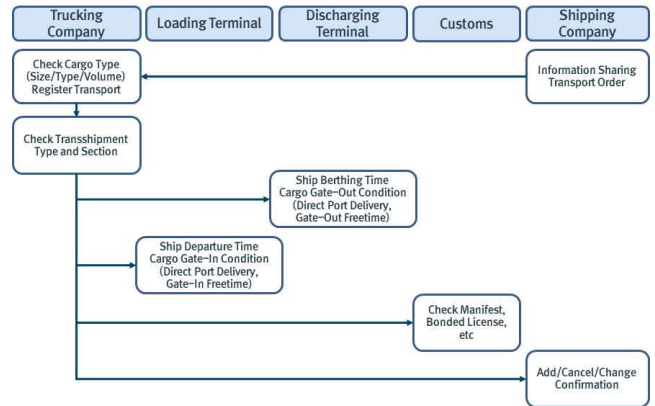 Trucking
Company
Loading Terminal
Discharging
Terminal
Customs
Shipping
Company
Check Cargo Type
(Size/Type/Volume)
Register Transport
Information Sharing
Transport Order
Check Transshipment
Type and Section
Ship Berthing Time
Cargo Gate-Out Condition
(Direct Port Delivery,
Gate-Out Freetime)
Ship Departure Time
Cargo Gate-In Condition
(Direct Port Delivery,
Gate-In Freetime)
Check Manifest,
Bonded License,
etc
Add/Cancel/Change
Confirmation